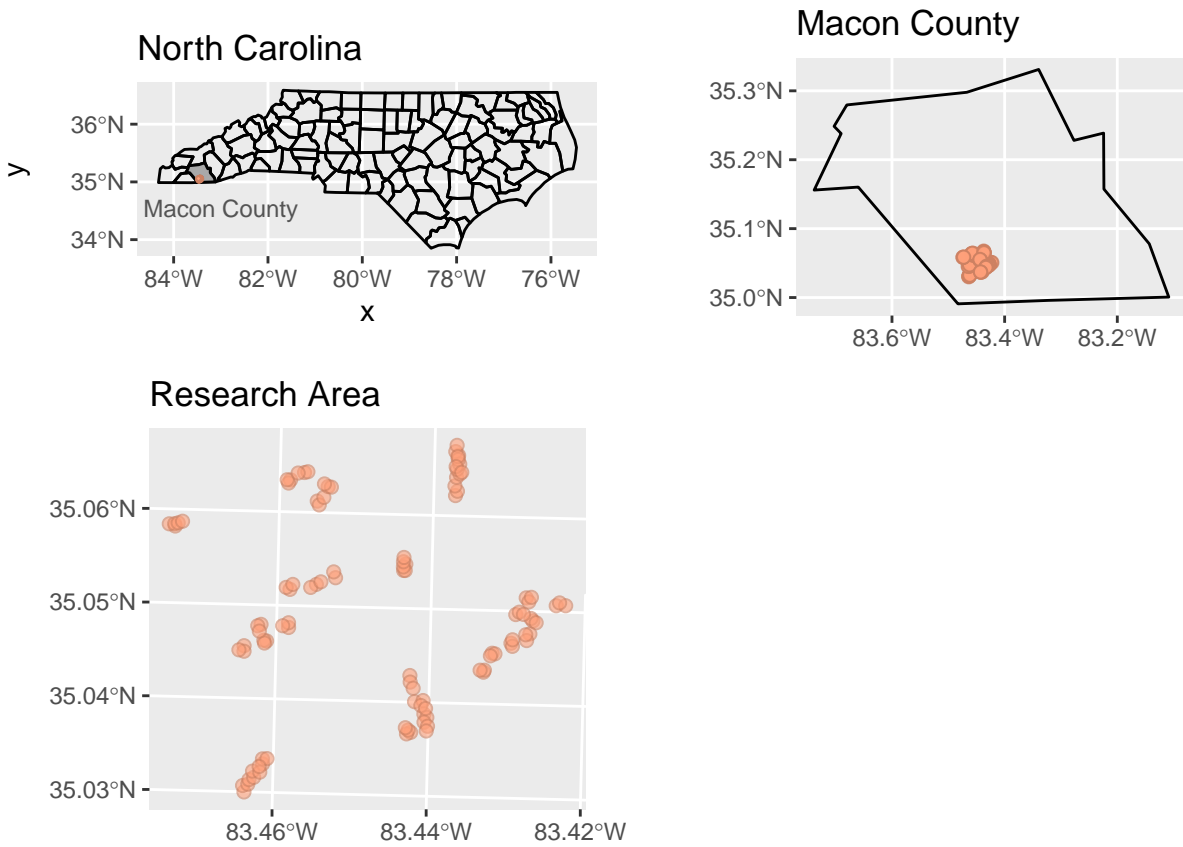 North Carolina
36°N
35°N
34°N
y
Macon County
84°W 82°W 80°W 78°W 76°W
x
Macon County
35.3°N
35.2°N
35.1°N
35.0°N
83.6°W 83.4°W 83.2°W
Research Area
35.06°N
35.05°N
35.04°N
35.03°N
83.46°W 83.44°W 83.42°W